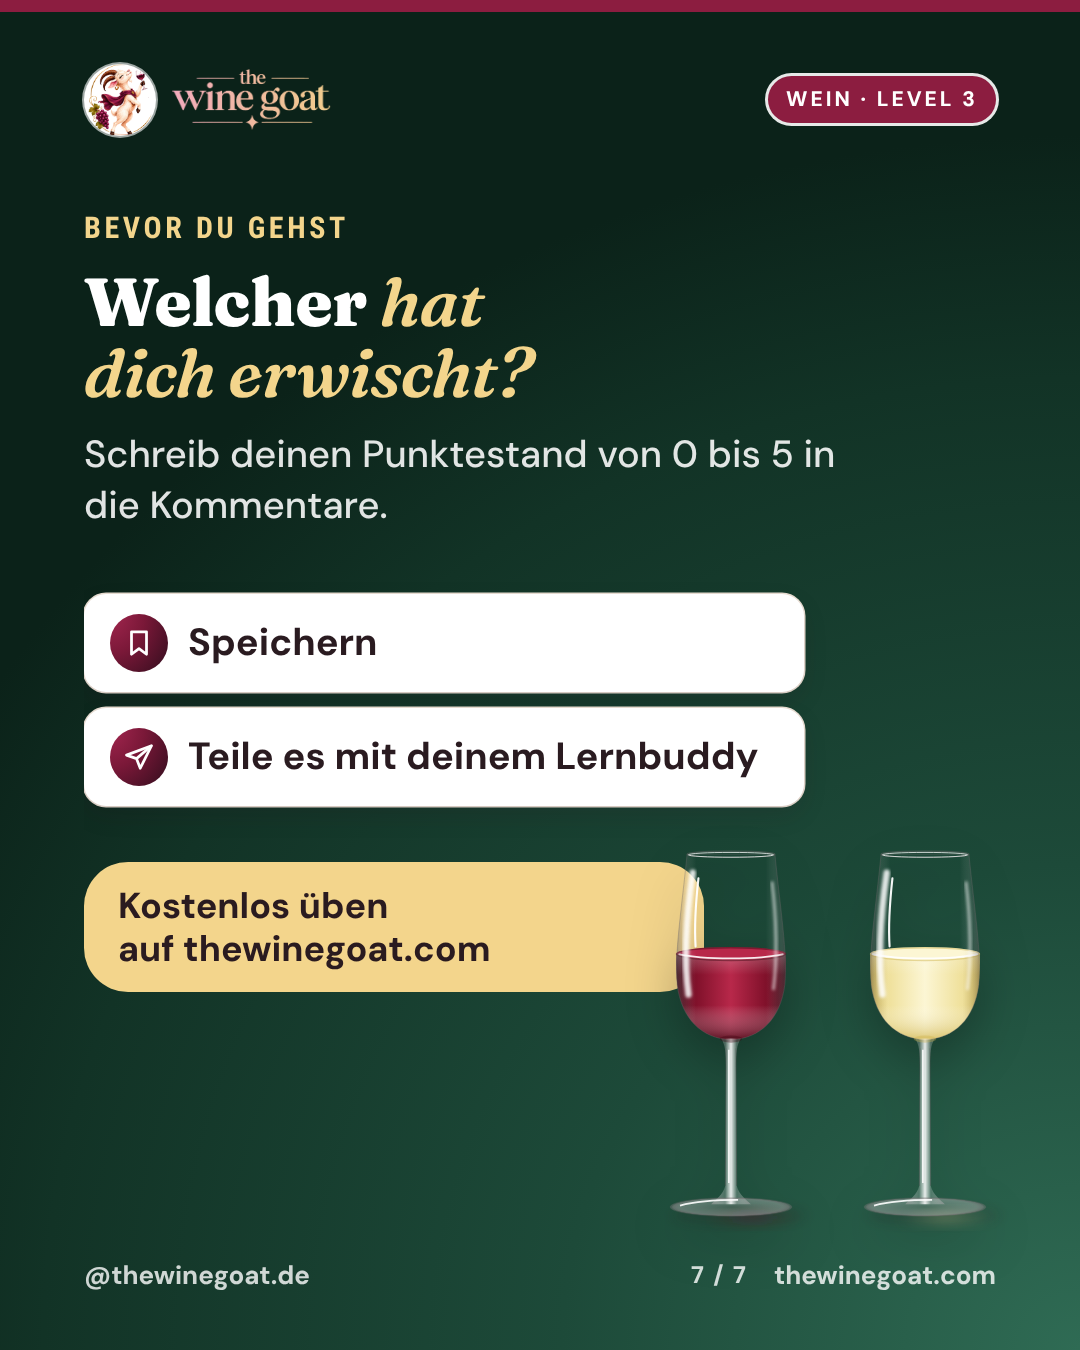 the
wine goat
WEIN · LEVEL 3
BEVOR DU GEHST
Welcher hat
dich erwischt?
Schreib deinen Punktestand von 0 bis 5 in
die Kommentare.
Speichern
Teile es mit deinem Lernbuddy
Kostenlos üben
auf thewinegoat.com
@thewinegoat.de
7 / 7
thewinegoat.com